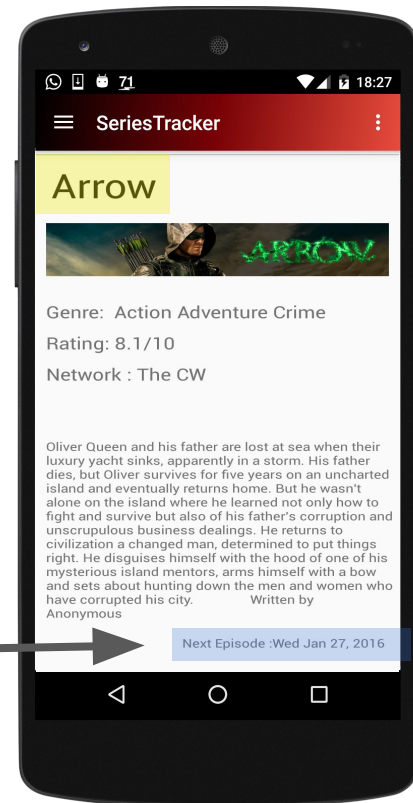 71
18:27
SeriesTracker
Arrow
ARROW
Genre:  Action Adventure Crime
Rating: 8.1/10
Network : The CW
Oliver Queen and his father are lost at sea when their
luxury yacht sinks, apparently in a storm. His father
dies, but Oliver survives for five years on an uncharted
island and eventually returns home. But he wasn't
alone on the island where he learned not only how to
fight and survive but also of his father's corruption and
unscrupulous business dealings. He returns to
civilization a changed man, determined to put things
right. He disguises himself with the hood of one of his
mysterious island mentors, arms himself with a bow
and sets about hunting down the men and women who
have corrupted his city.               Written by
Anonymous
Next Episode :Wed Jan 27, 2016